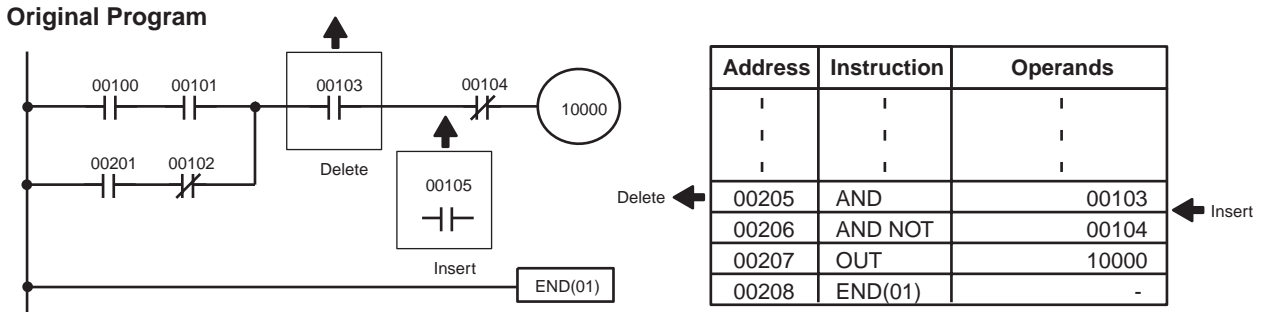 Original Program
00100 00101 00103 00104
10000
Delete
00201 00102
00105
Insert
END(01)
Address Instruction Operands
Delete 00205 AND 00103 Insert
00206 AND NOT 00104
00207 OUT 10000
00208 END(01) -